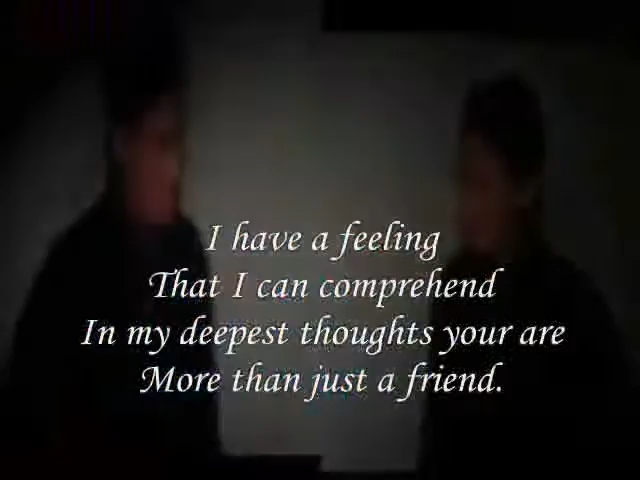 I have a feeling
That I can comprehend
In my deepest thoughts your are
More than just a friend.